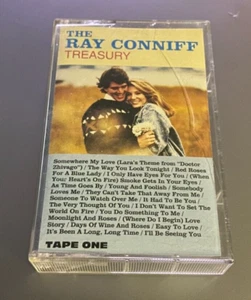 THE
RAY CONNIFF
TREASURY
Somewhere My Love (Lara's Theme from "Doctor
Zhivago") / The Way You Look Tonight / Red Roses
For A Blue Lady / I Only Have Eyes For You / (When
Your Heart's On Fire) Smoke Gets In Your Eyes /
As Time Goes By / Young And Foolish / Somebody
Loves Me / They Can't Take That Away From Me /
Someone To Watch Over Me / It Had To Be You /
The Very Thought Of You / I Don't Want To Set The
World On Fire / You Do Something To Me /
Moonlight And Roses / (Where Do I Begin) Love
Story / Days Of Wine And Roses / Easy To Love /
It's Been A Long, Long Time / I'll Be Seeing You
TAPE ONE